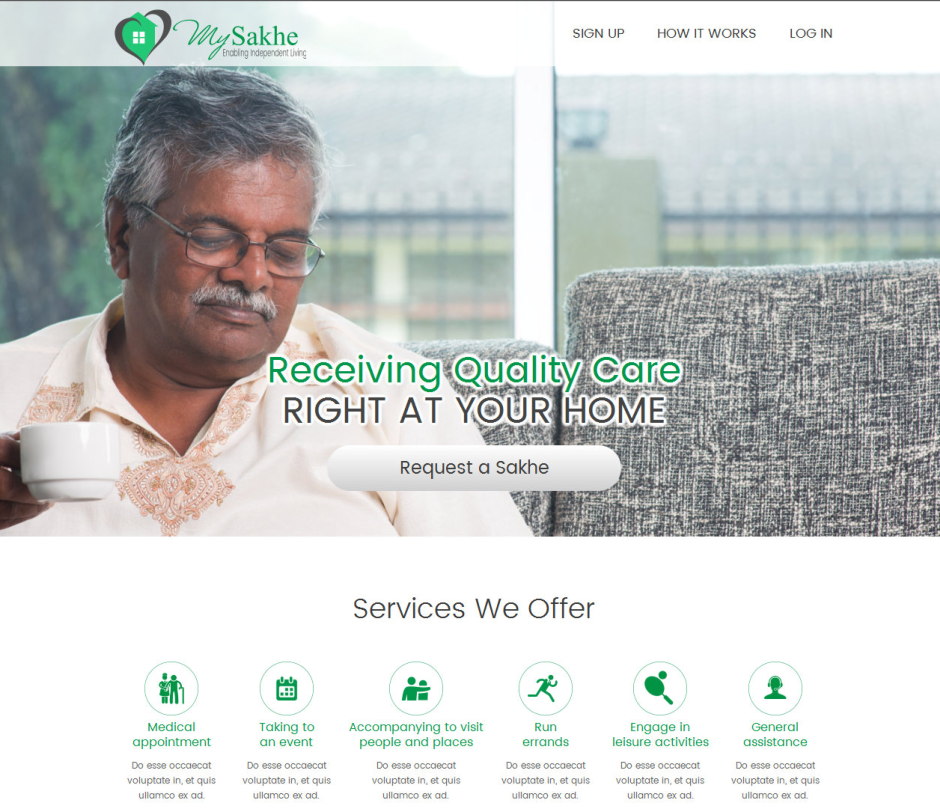 MySakhe
Enabling Independent Living
SIGN UP
HOW IT WORKS
LOG IN
Receiving Quality Care
RIGHT AT YOUR HOME
Request a Sakhe
Services We Offer
Medical
appointment
Do esse occaecat
voluptate in, et quis
ullamco ex ad.
Taking to
an event
Do esse occaecat
voluptate in, et quis
ullamco ex ad.
Accompanying to visit
people and places
Do esse occaecat
voluptate in, et quis
ullamco ex ad.
Run
errands
Do esse occaecat
voluptate in, et quis
ullamco ex ad.
Engage in
leisure activities
Do esse occaecat
voluptate in, et quis
ullamco ex ad.
General
assistance
Do esse occaecat
voluptate in, et quis
ullamco ex ad.